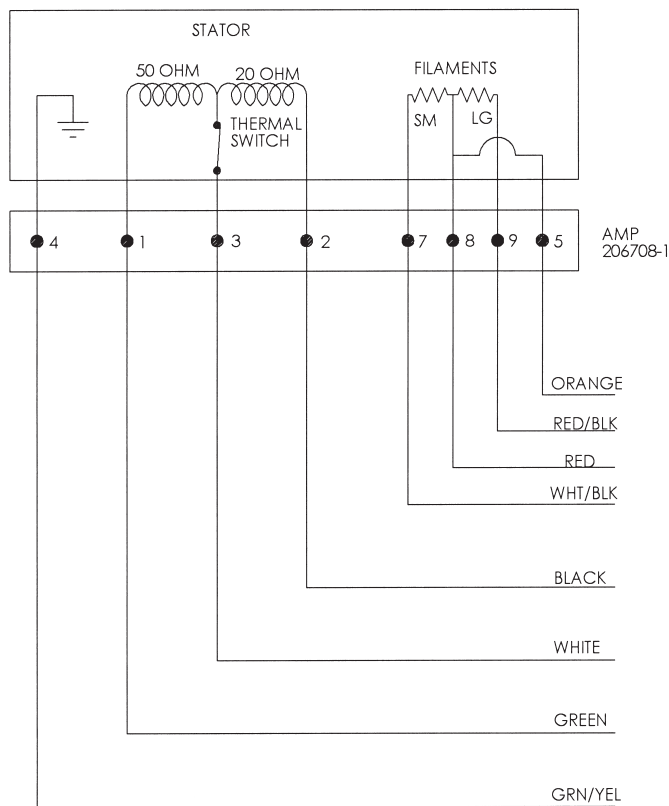 STATOR
50 OHM
20 OHM
FILAMENTS
THERMAL
SWITCH
SM
LG
4
1
3
2
7
8
9
5
AMP
206708-1
ORANGE
RED/BLK
RED
WHT/BLK
BLACK
WHITE
GREEN
GRN/YEL